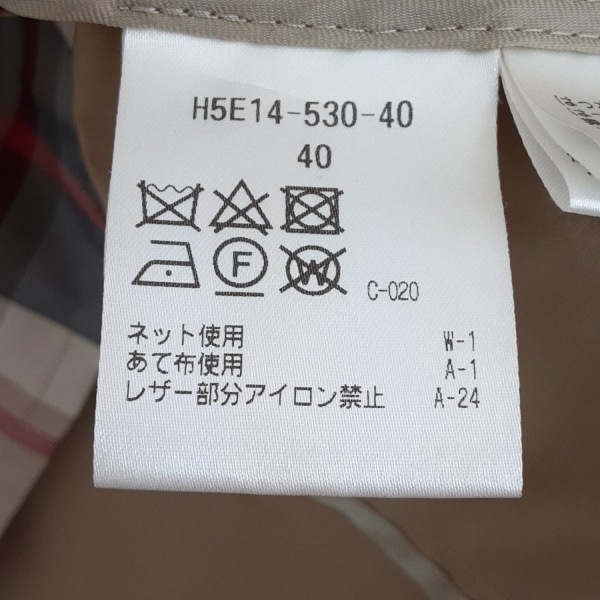 H5E14-530-40
40
F
W
C-020
ネット使用 W-1
あて布使用 A-1
レザー部分アイロン禁止 A-24